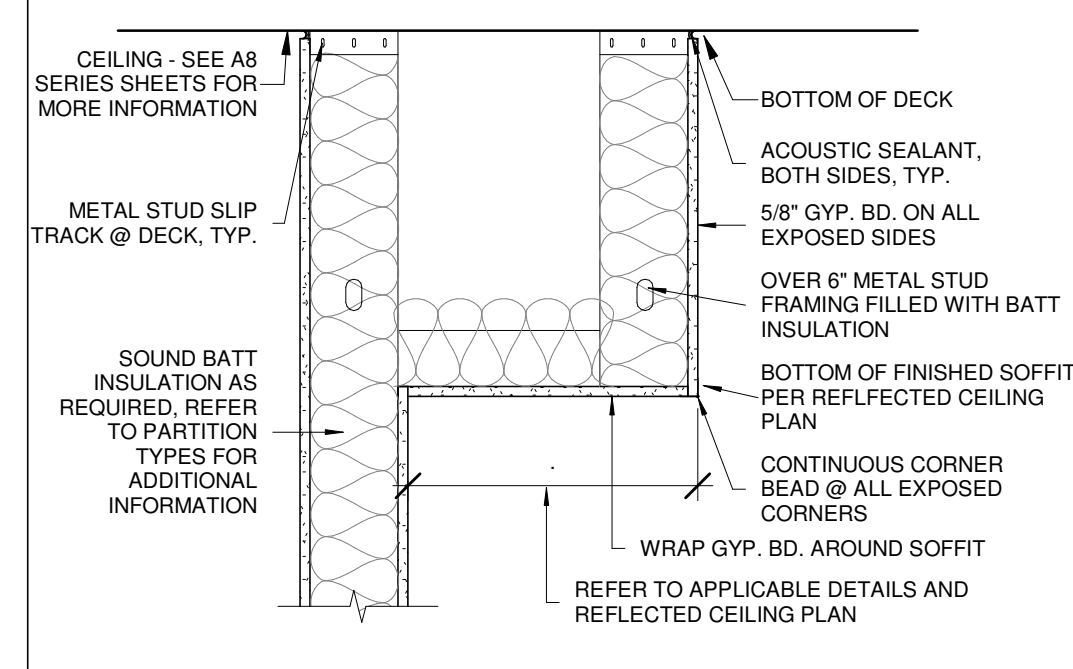 CEILING - SEE A8
SERIES SHEETS FOR
MORE INFORMATION
METAL STUD SLIP
TRACK @ DECK, TYP.
SOUND BATT
INSULATION AS
REQUIRED, REFER
TO PARTITION
TYPES FOR
ADDITIONAL
INFORMATION
BOTTOM OF DECK
ACOUSTIC SEALANT,
BOTH SIDES, TYP.
5/8" GYP. BD. ON ALL
EXPOSED SIDES
OVER 6" METAL STUD
FRAMING FILLED WITH BATT
INSULATION
BOTTOM OF FINISHED SOFFIT
PER REFLFECTED CEILING
PLAN
CONTINUOUS CORNER
BEAD @ ALL EXPOSED
CORNERS
WRAP GYP. BD. AROUND SOFFIT
REFER TO APPLICABLE DETAILS AND
REFLECTED CEILING PLAN